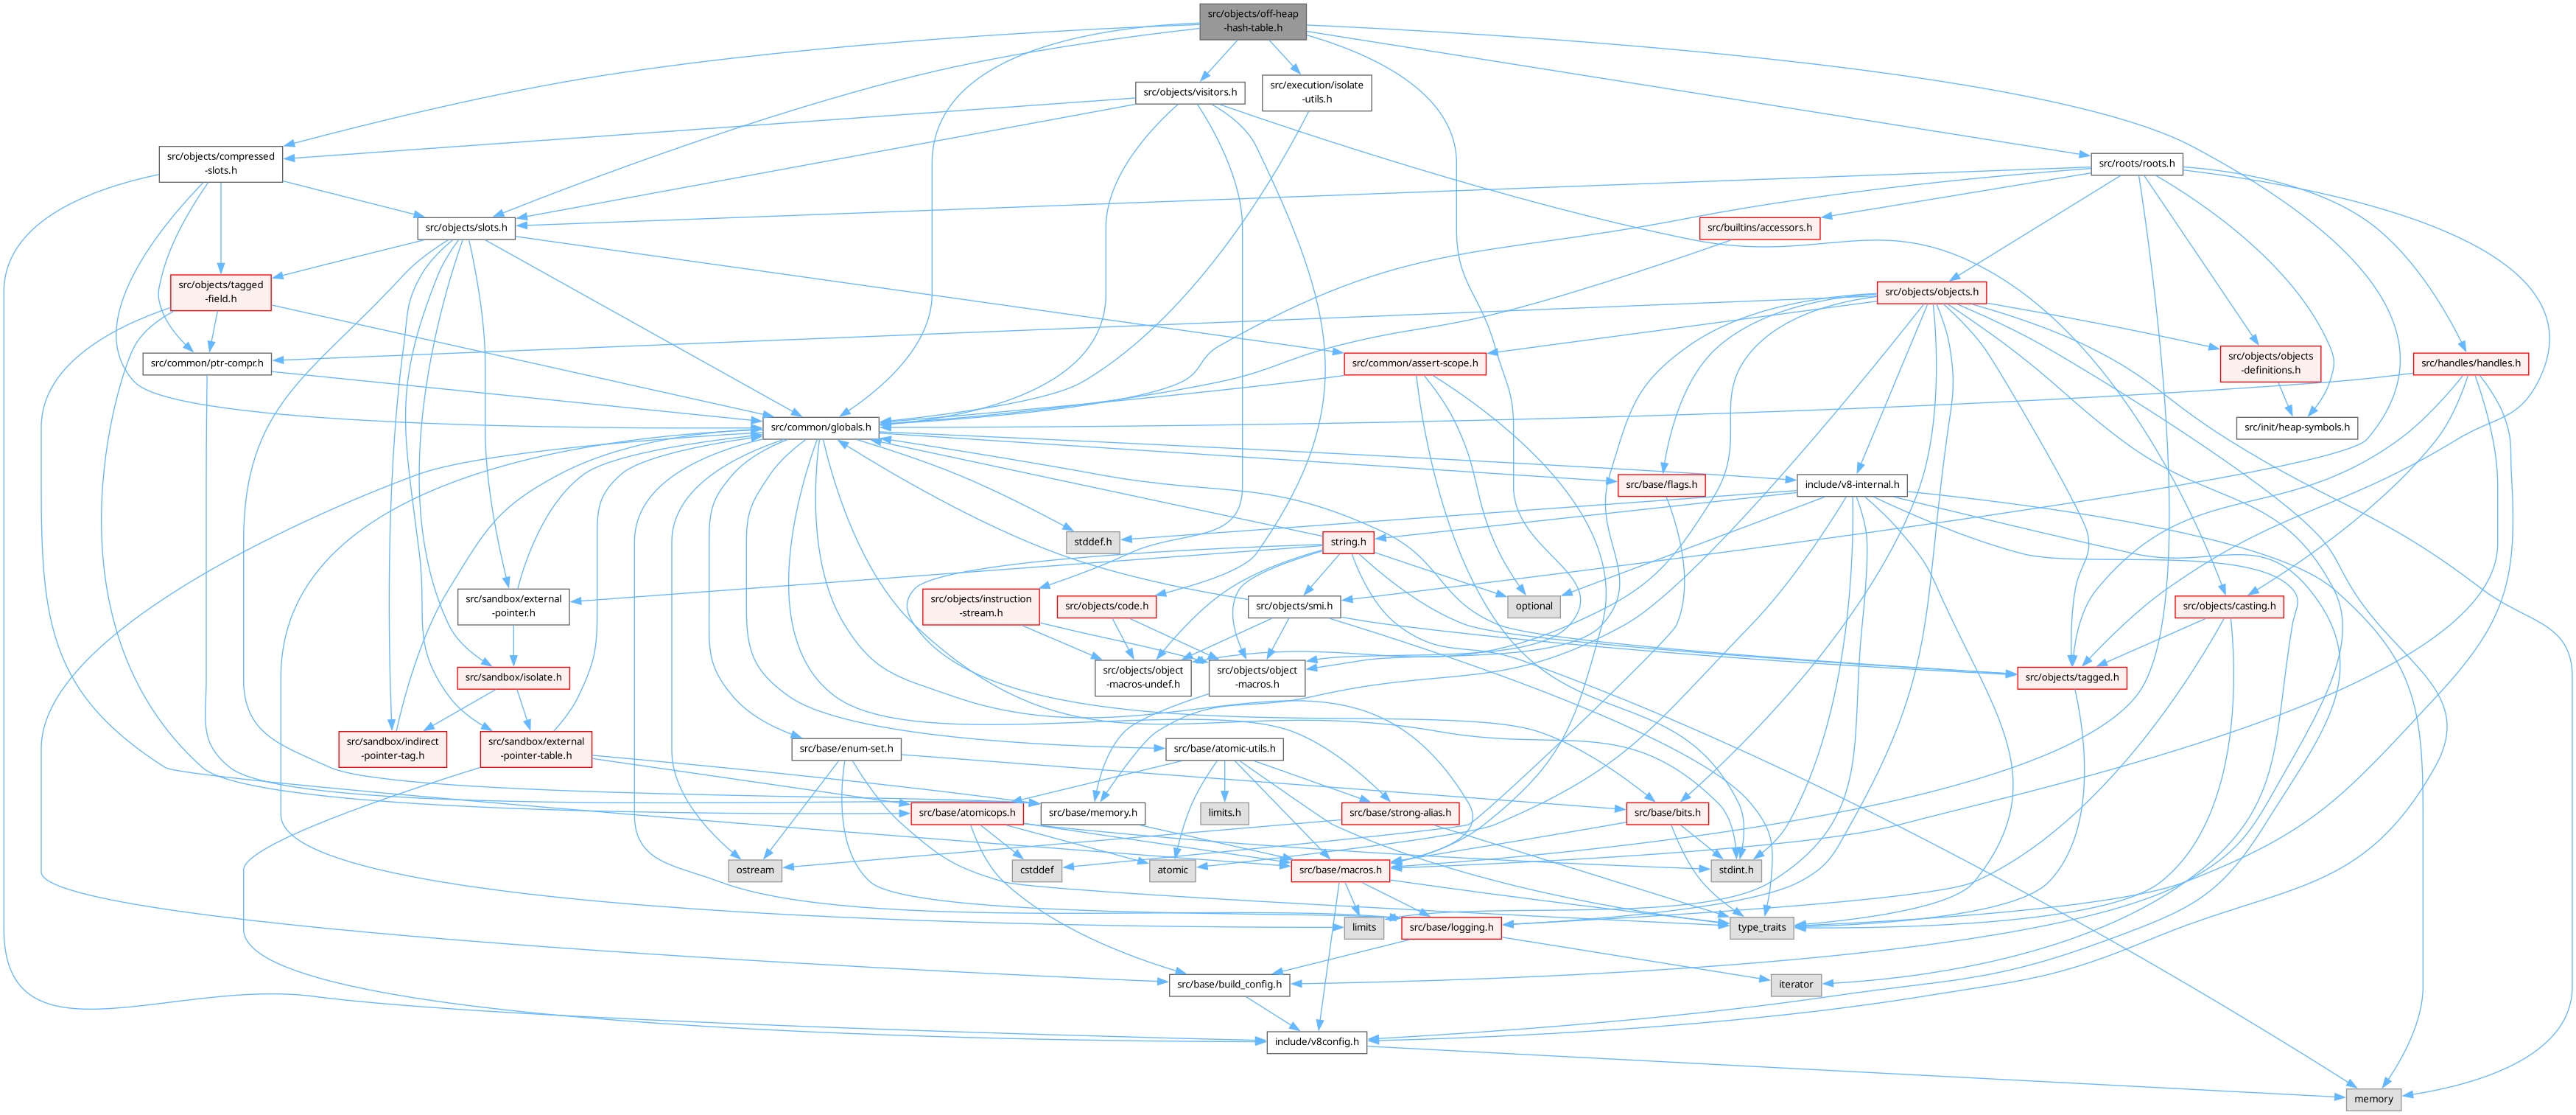 src/objects/off-heap
-hash-table.h
src/objects/visitors.h
src/execution/isolate
-utils.h
src/objects/compressed
-slots.h
src/roots/roots.h
src/objects/slots.h
src/builtins/accessors.h
src/objects/tagged
-field.h
src/objects/objects.h
src/common/ptr-compr.h
src/common/assert-scope.h
src/objects/objects
-definitions.h
src/handles/handles.h
src/common/globals.h
src/init/heap-symbols.h
src/base/flags.h
include/v8-internal.h
stddef.h
string.h
src/sandbox/external
-pointer.h
src/objects/instruction
-stream.h
src/objects/code.h
src/objects/smi.h
optional
src/objects/casting.h
src/sandbox/isolate.h
src/objects/object
-macros-undef.h
src/objects/object
-macros.h
src/objects/tagged.h
src/sandbox/indirect
-pointer-tag.h
src/sandbox/external
-pointer-table.h
src/base/enum-set.h
src/base/atomic-utils.h
src/base/atomicops.h
src/base/memory.h
limits.h
src/base/strong-alias.h
src/base/bits.h
ostream
cstddef
atomic
src/base/macros.h
stdint.h
limits
src/base/logging.h
type_traits
src/base/build_config.h
iterator
include/v8config.h
memory